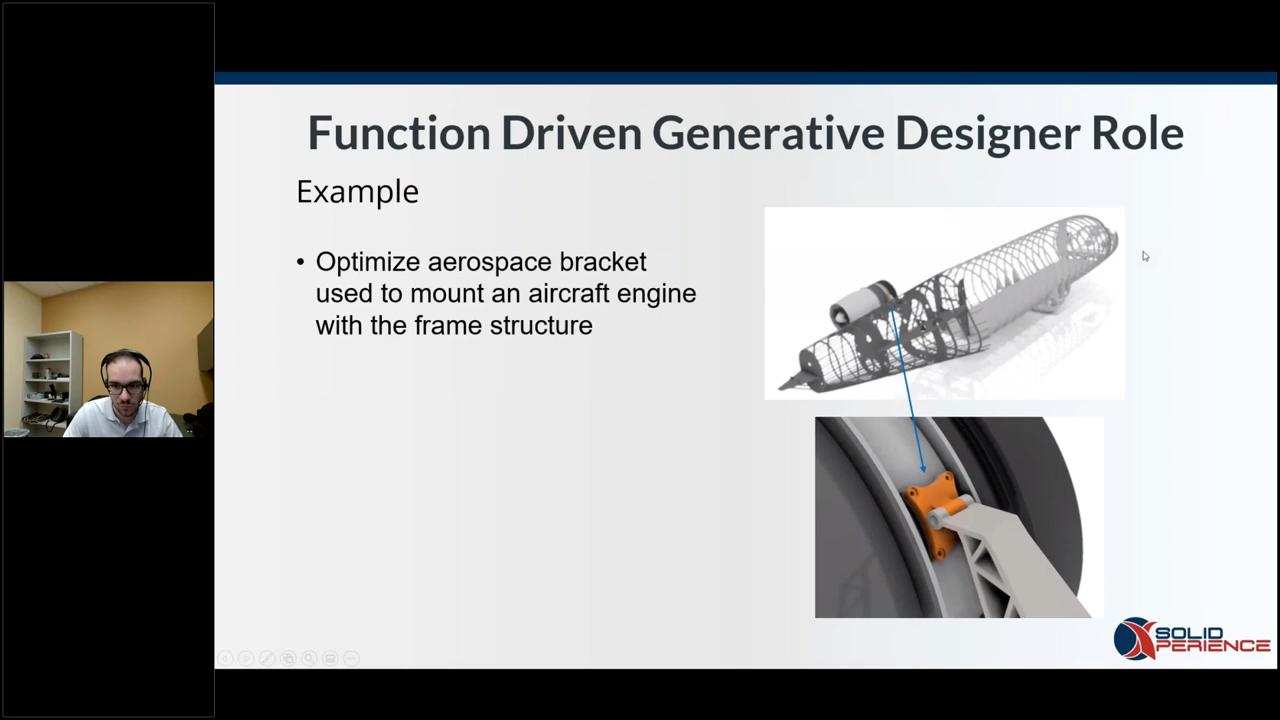 Function Driven Generative Designer Role
Example
• Optimize aerospace bracket
used to mount an aircraft engine
with the frame structure
SOLID
XPERIENCE